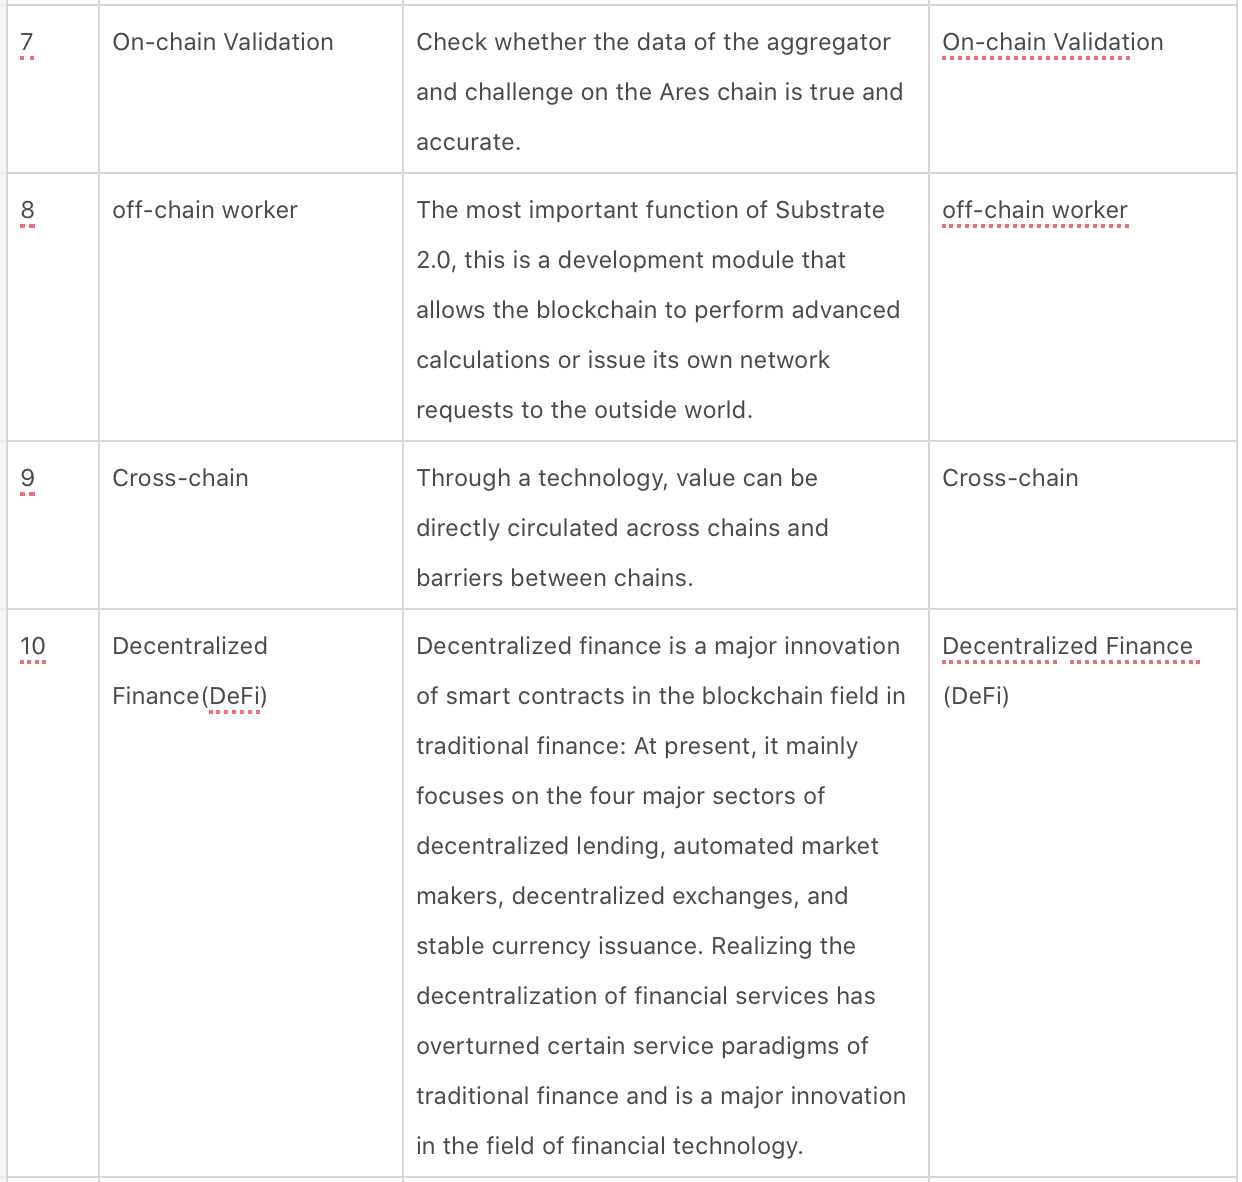 7
On-chain Validation
Check whether the data of the aggregator
and challenge on the Ares chain is true and
accurate.
On-chain Validation
8
off-chain worker
The most important function of Substrate
2.0, this is a development module that
allows the blockchain to perform advanced
calculations or issue its own network
requests to the outside world.
off-chain worker
9
Cross-chain
Through a technology, value can be
directly circulated across chains and
barriers between chains.
Cross-chain
10
Decentralized
Finance(DeFi)
Decentralized finance is a major innovation
of smart contracts in the blockchain field in
traditional finance: At present, it mainly
focuses on the four major sectors of
decentralized lending, automated market
makers, decentralized exchanges, and
stable currency issuance. Realizing the
decentralization of financial services has
overturned certain service paradigms of
traditional finance and is a major innovation
in the field of financial technology.
Decentralized Finance
(DeFi)